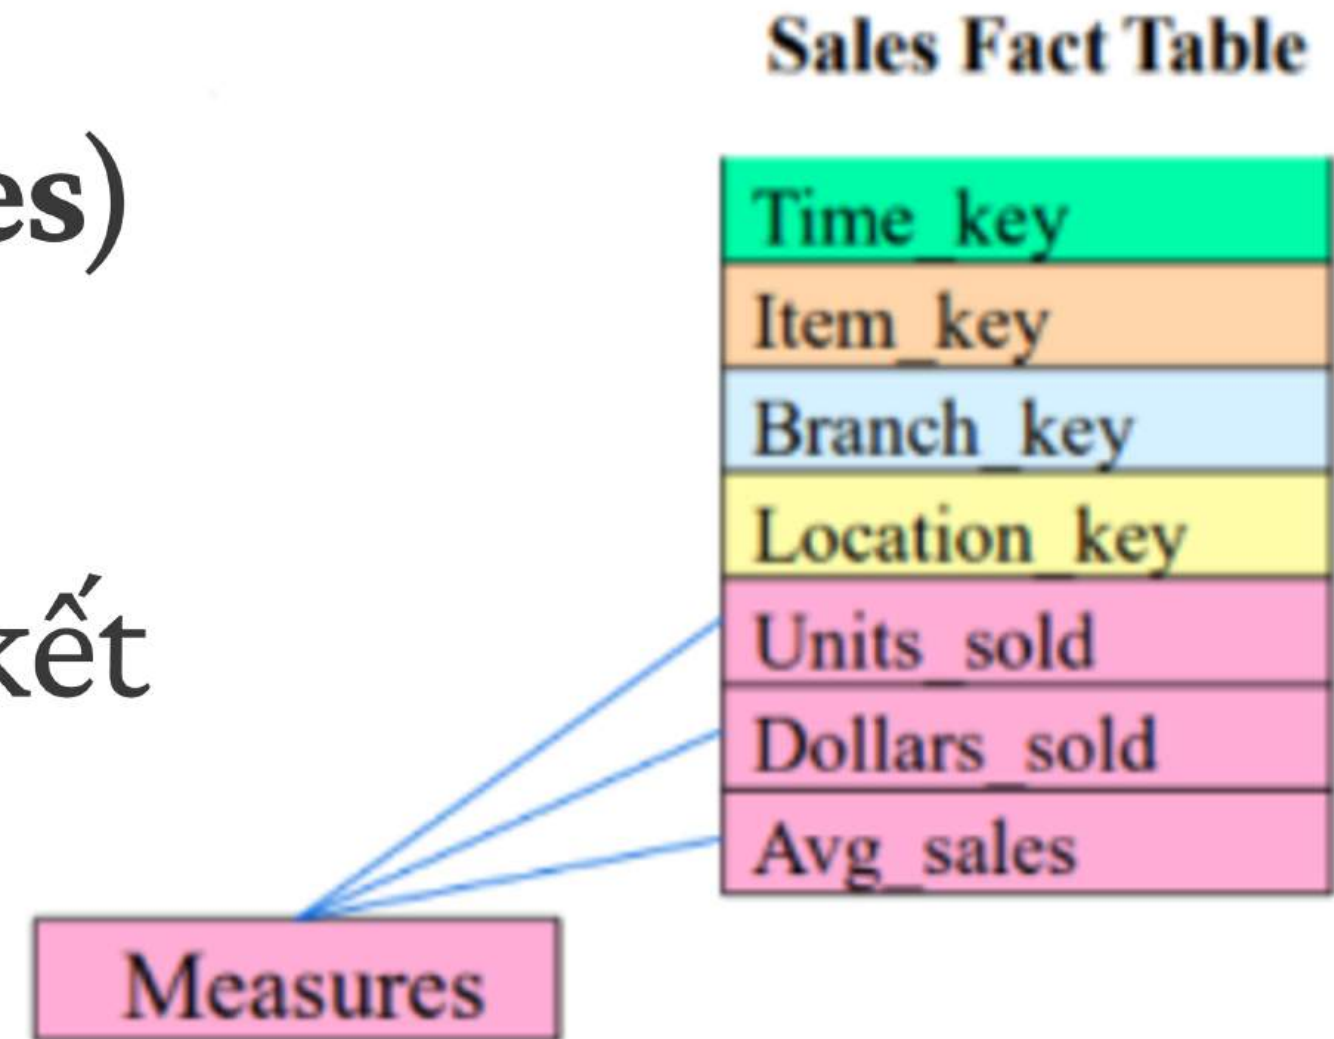 es)
kết
Sales Fact Table
Time_key
Item_key
Branch_key
Location_key
Units_sold
Dollars_sold
Avg_sales
Measures